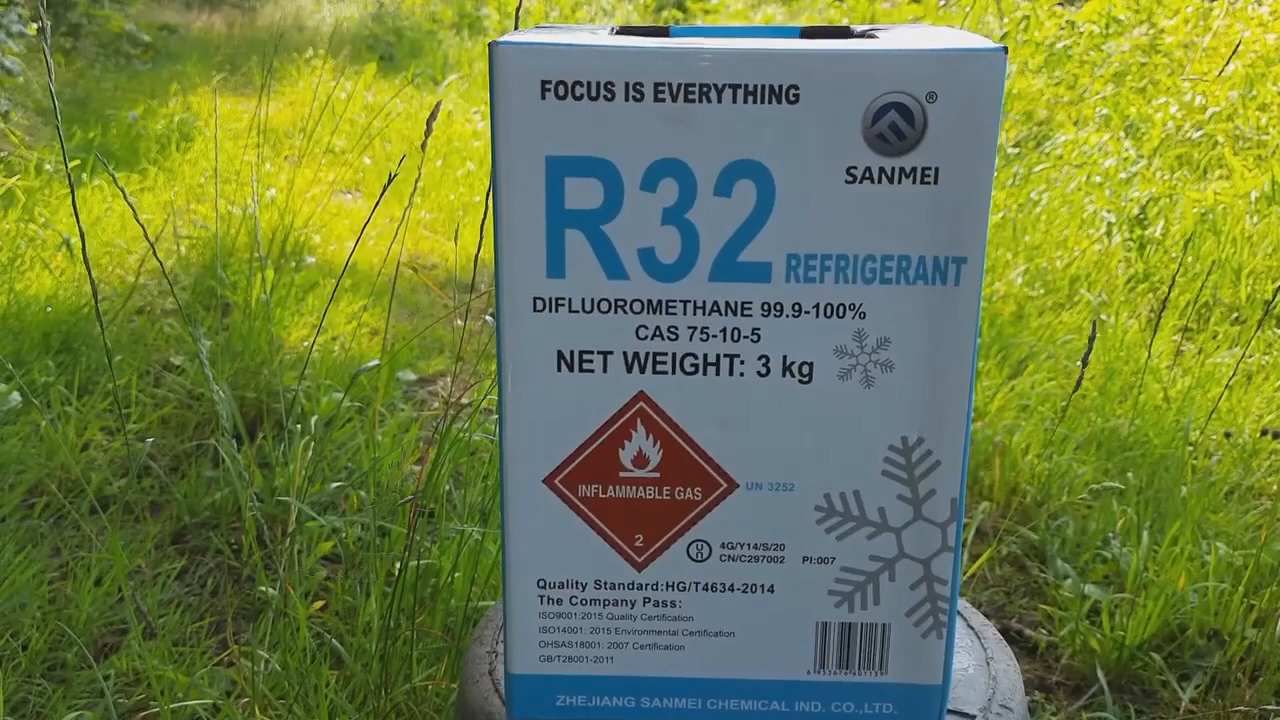 FOCUS IS EVERYTHING
®
SANMEI
R32 REFRIGERANT
DIFLUOROMETHANE 99.9-100%
CAS 75-10-5
NET WEIGHT: 3 kg
INFLAMMABLE GAS
2
UN 3252
un
4G/Y14/S/20
CN/C297002 PI:007
Quality Standard:HG/T4634-2014
The Company Pass:
ISO9001:2015 Quality Certification
ISO14001: 2015 Environmental Certification
OHSAS18001: 2007 Certification
GB/T28001-2011
ZHEJIANG SANMEI CHEMICAL IND. CO.,LTD.